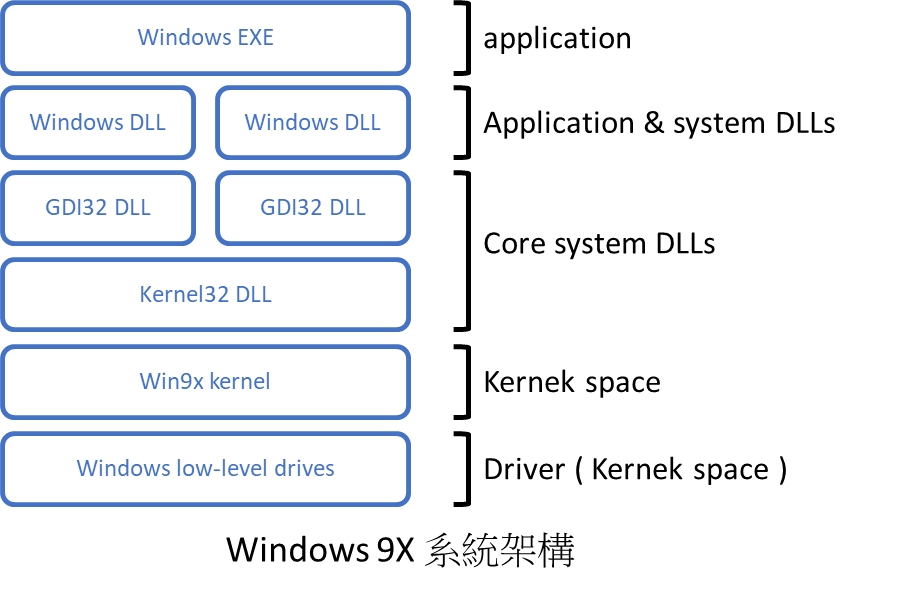 Windows EXE
application
Windows DLL
Windows DLL
Application & system DLLs
GDI32 DLL
GDI32 DLL
Core system DLLs
Kernel32 DLL
Win9x kernel
Kernek space
Windows low-level drives
Driver ( Kernek space )
Windows 9X 系統架構